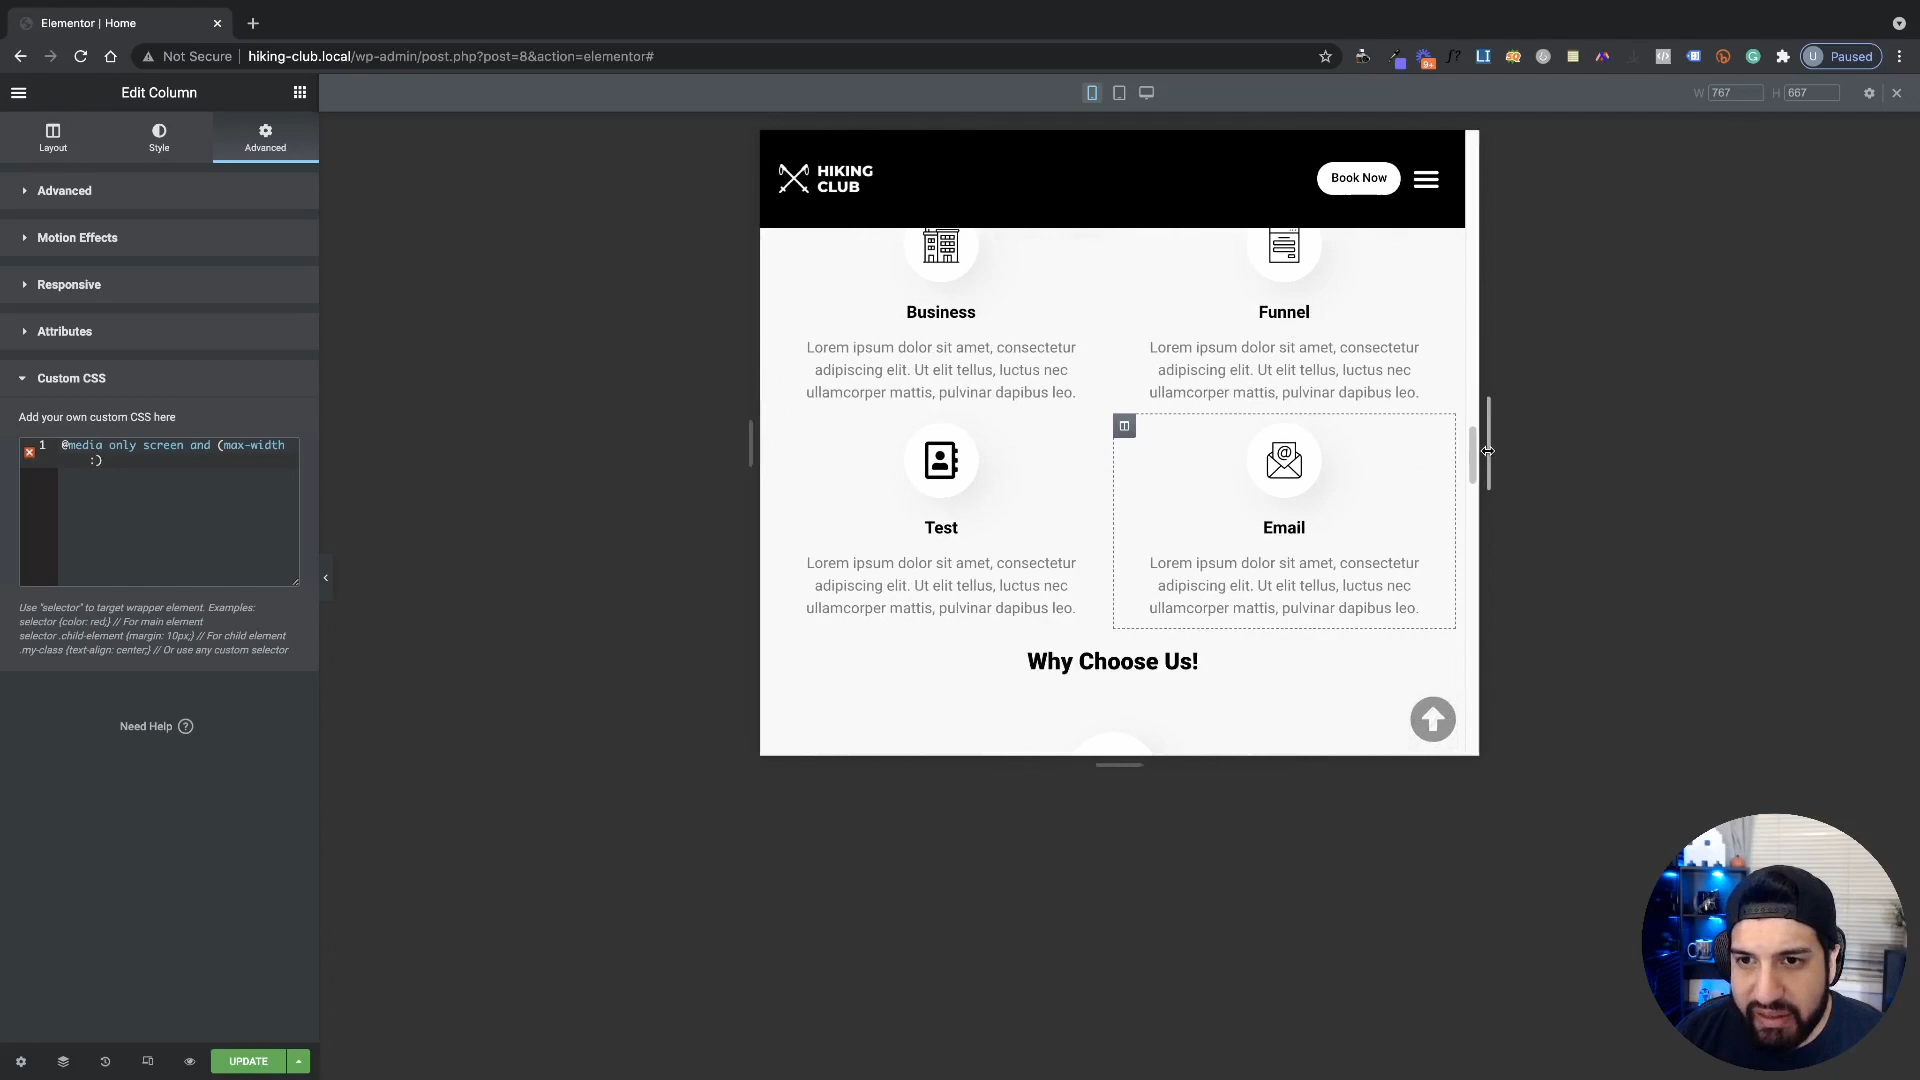 Elementor | Home
Not Secure
hiking-club.local/wp-admin/post.php?post=8&action=elementor#
9+
f?
LI
U Paused
Edit Column
W 767
H 667
Layout
Style
Advanced
Advanced
Motion Effects
Responsive
Attributes
Custom CSS
Add your own custom CSS here
1 @media only screen and (max-width
:)
Use "selector" to target wrapper element. Examples:
selector {color: red;} // For main element
selector .child-element {margin: 10px;} // For child element
.my-class {text-align: center;} // Or use any custom selector
Need Help ?
UPDATE
HIKING
CLUB
Book Now
Business
Lorem ipsum dolor sit amet, consectetur
adipiscing elit. Ut elit tellus, luctus nec
ullamcorper mattis, pulvinar dapibus leo.
Funnel
Lorem ipsum dolor sit amet, consectetur
adipiscing elit. Ut elit tellus, luctus nec
ullamcorper mattis, pulvinar dapibus leo.
Test
Lorem ipsum dolor sit amet, consectetur
adipiscing elit. Ut elit tellus, luctus nec
ullamcorper mattis, pulvinar dapibus leo.
Email
Lorem ipsum dolor sit amet, consectetur
adipiscing elit. Ut elit tellus, luctus nec
ullamcorper mattis, pulvinar dapibus leo.
Why Choose Us!